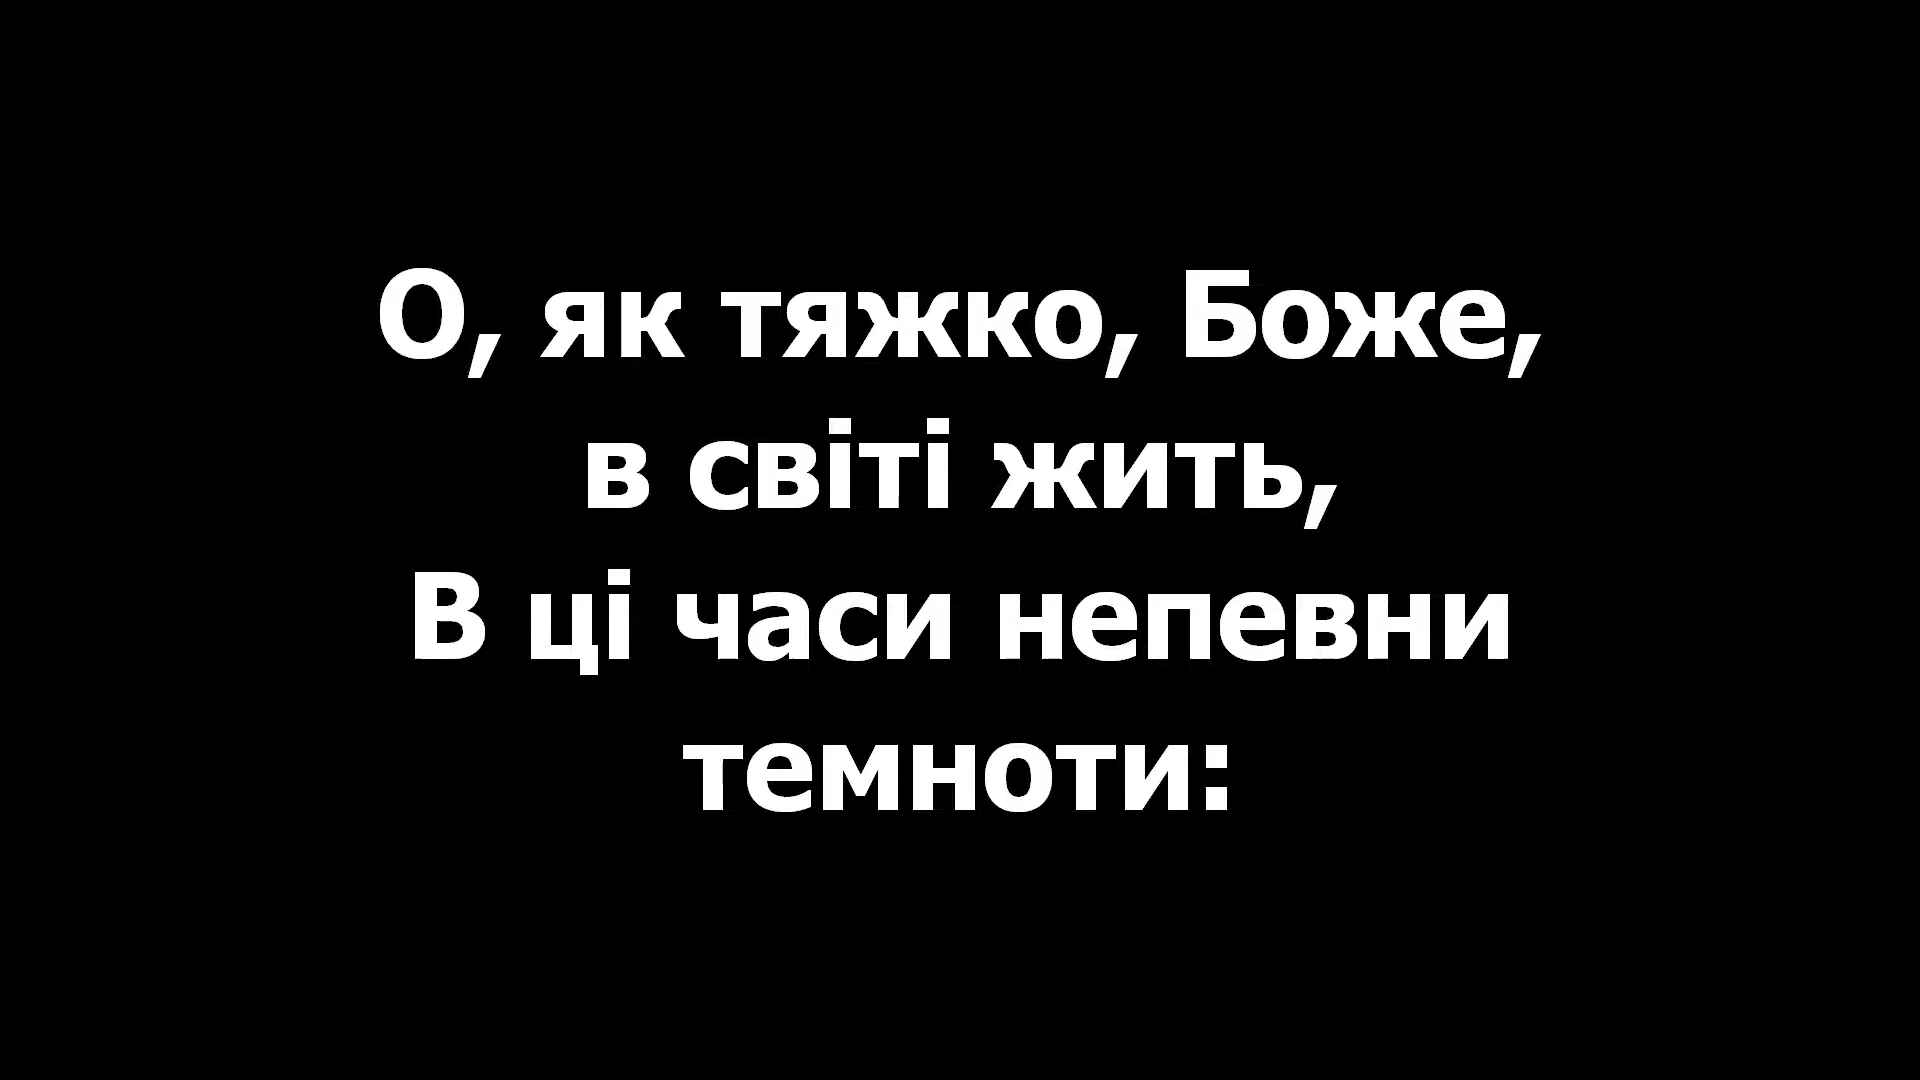 О, як тяжко, Боже,
в світі жить,
В ці часи непевни
темноти: